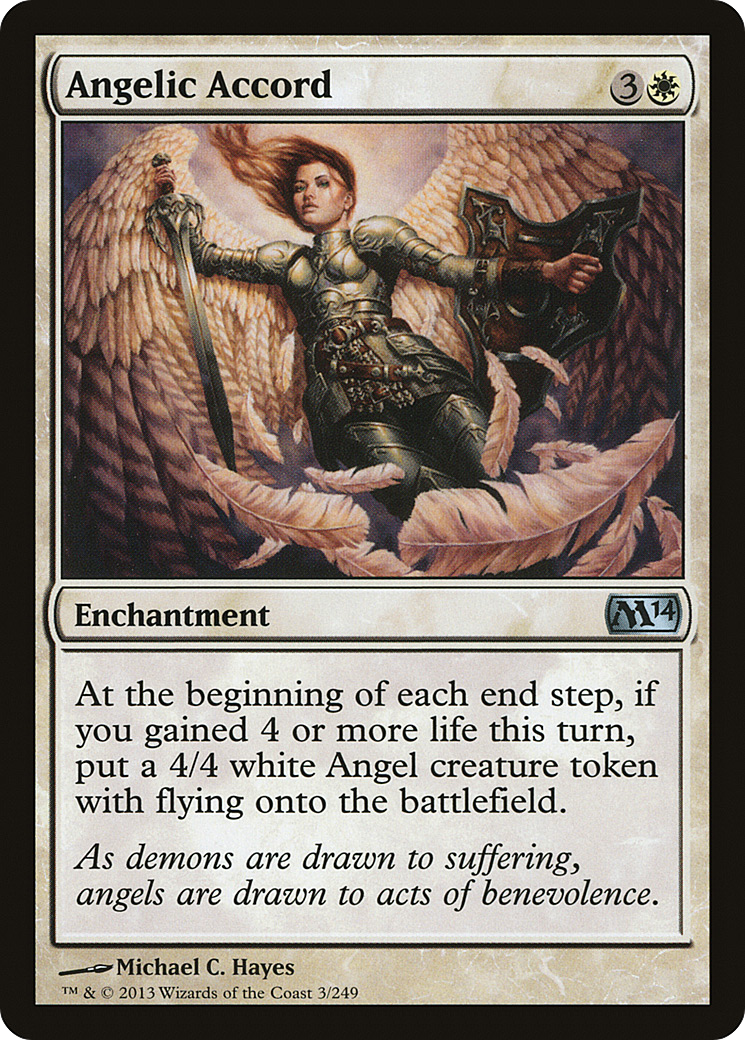 Angelic Accord 3
Enchantment M14
At the beginning of each end step, if
you gained 4 or more life this turn,
put a 4/4 white Angel creature token
with flying onto the battlefield.
As demons are drawn to suffering,
angels are drawn to acts of benevolence.
Michael C. Hayes
™ & © 2013 Wizards of the Coast 3/249